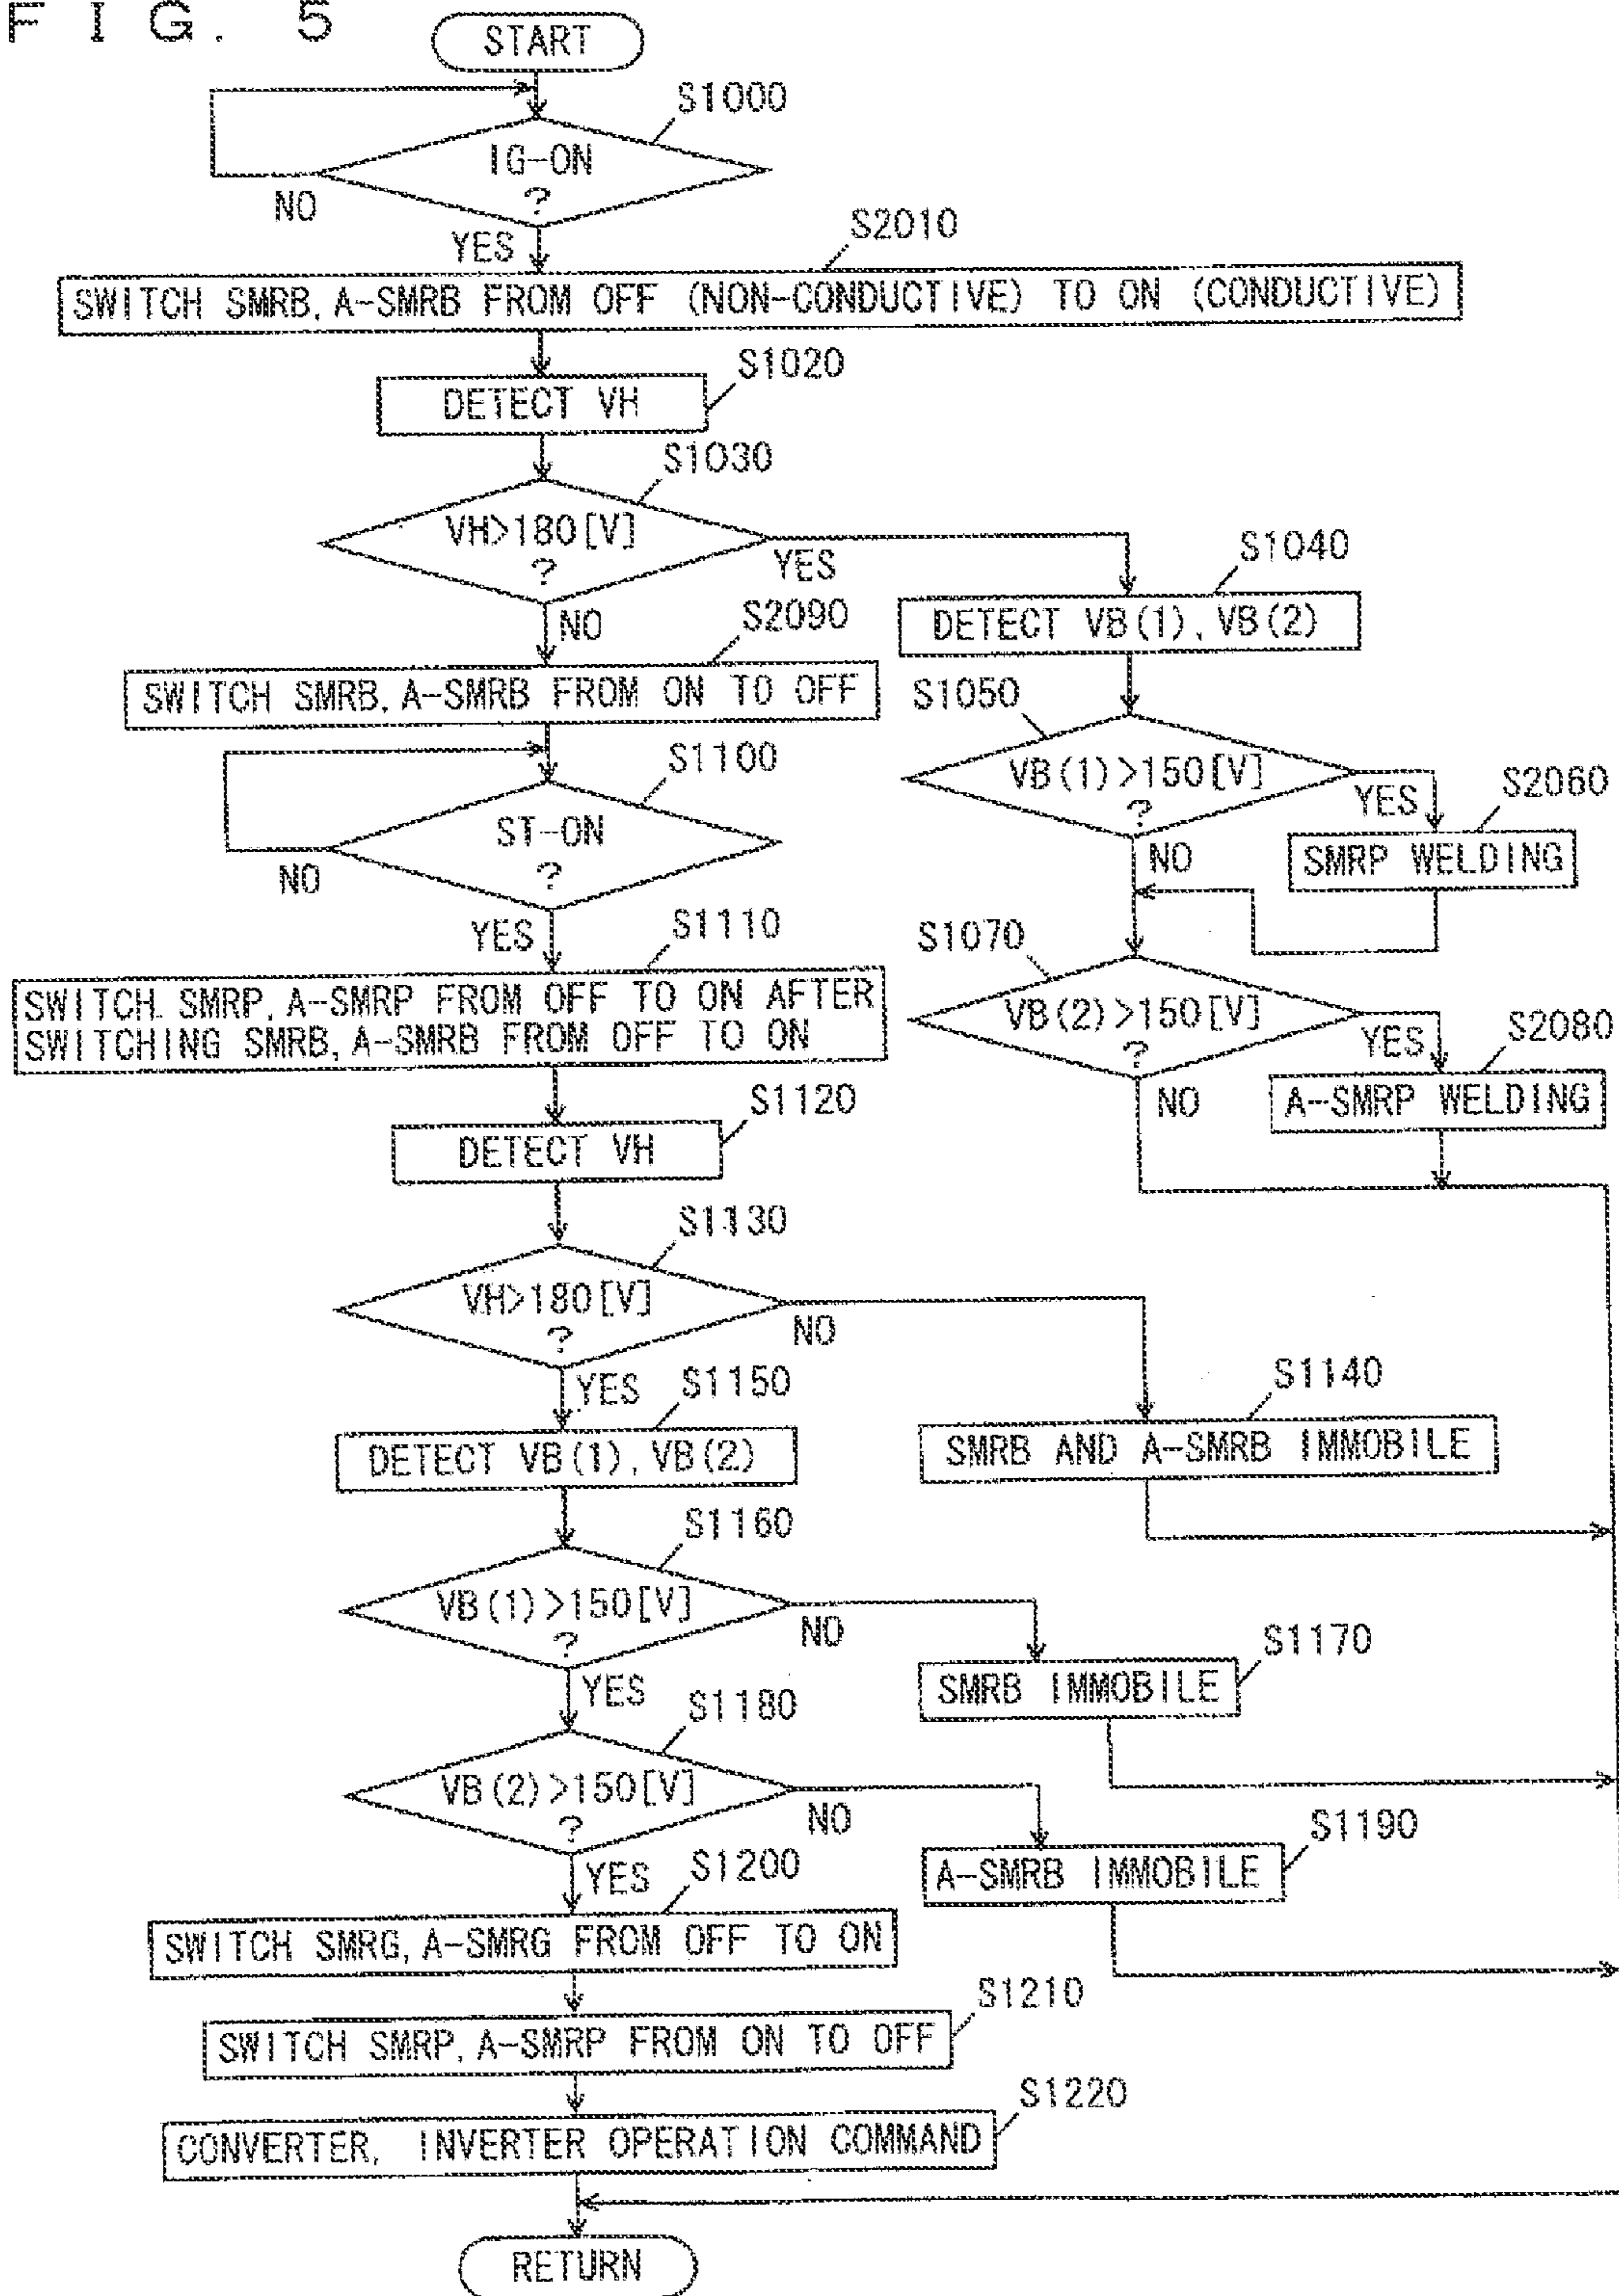 FIG. 5
START
S1000
IG-ON
?
NO
YES
S2010
SWITCH SMRB, A-SMRB FROM OFF (NON-CONDUCTIVE) TO ON (CONDUCTIVE)
S1020
DETECT VH
S1030
VH>180[V]
?
YES
NO
S1040
DETECT VB(1), VB(2)
S2090
SWITCH SMRB, A-SMRB FROM ON TO OFF
S1050
VB(1)>150[V]
?
YES
NO
S2060
SMRP WELDING
S1100
ST-ON
?
NO
YES
S1070
VB(2)>150[V]
?
YES
NO
S2080
A-SMRP WELDING
S1110
SWITCH SMRP, A-SMRP FROM OFF TO ON AFTER
SWITCHING SMRB, A-SMRB FROM OFF TO ON
S1120
DETECT VH
S1130
VH>180[V]
?
NO
YES
S1140
SMRB AND A-SMRB IMMOBILE
S1150
DETECT VB(1), VB(2)
S1160
VB(1)>150[V]
?
NO
YES
S1170
SMRB IMMOBILE
S1180
VB(2)>150[V]
?
NO
YES
S1190
A-SMRB IMMOBILE
S1200
SWITCH SMRG, A-SMRG FROM OFF TO ON
S1210
SWITCH SMRP, A-SMRP FROM ON TO OFF
S1220
CONVERTER, INVERTER OPERATION COMMAND
RETURN